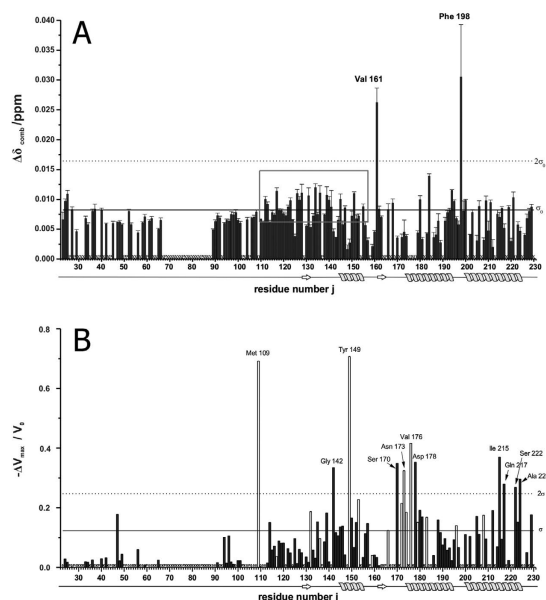 A
0.040
0.035
0.030
0.025
0.020
0.015
0.010
0.005
0.000
Δδ comb /ppm
Phe 198
Val 161
2σ₀
σ₀
30 40 50 60 70 80 90 100 110 120 130 140 150 160 170 180 190 200 210 220 230
residue number j
B
0.8
0.6
0.4
0.2
0.0
-ΔVmax / V₀
Met 109
Tyr 149
Gly 142
Ser 170
Asn 173
Val 176
Asp 178
Ile 215
Gln 217
Ser 222
Ala 22
2σ
σ
30 40 50 60 70 80 90 100 110 120 130 140 150 160 170 180 190 200 210 220 230
residue number j